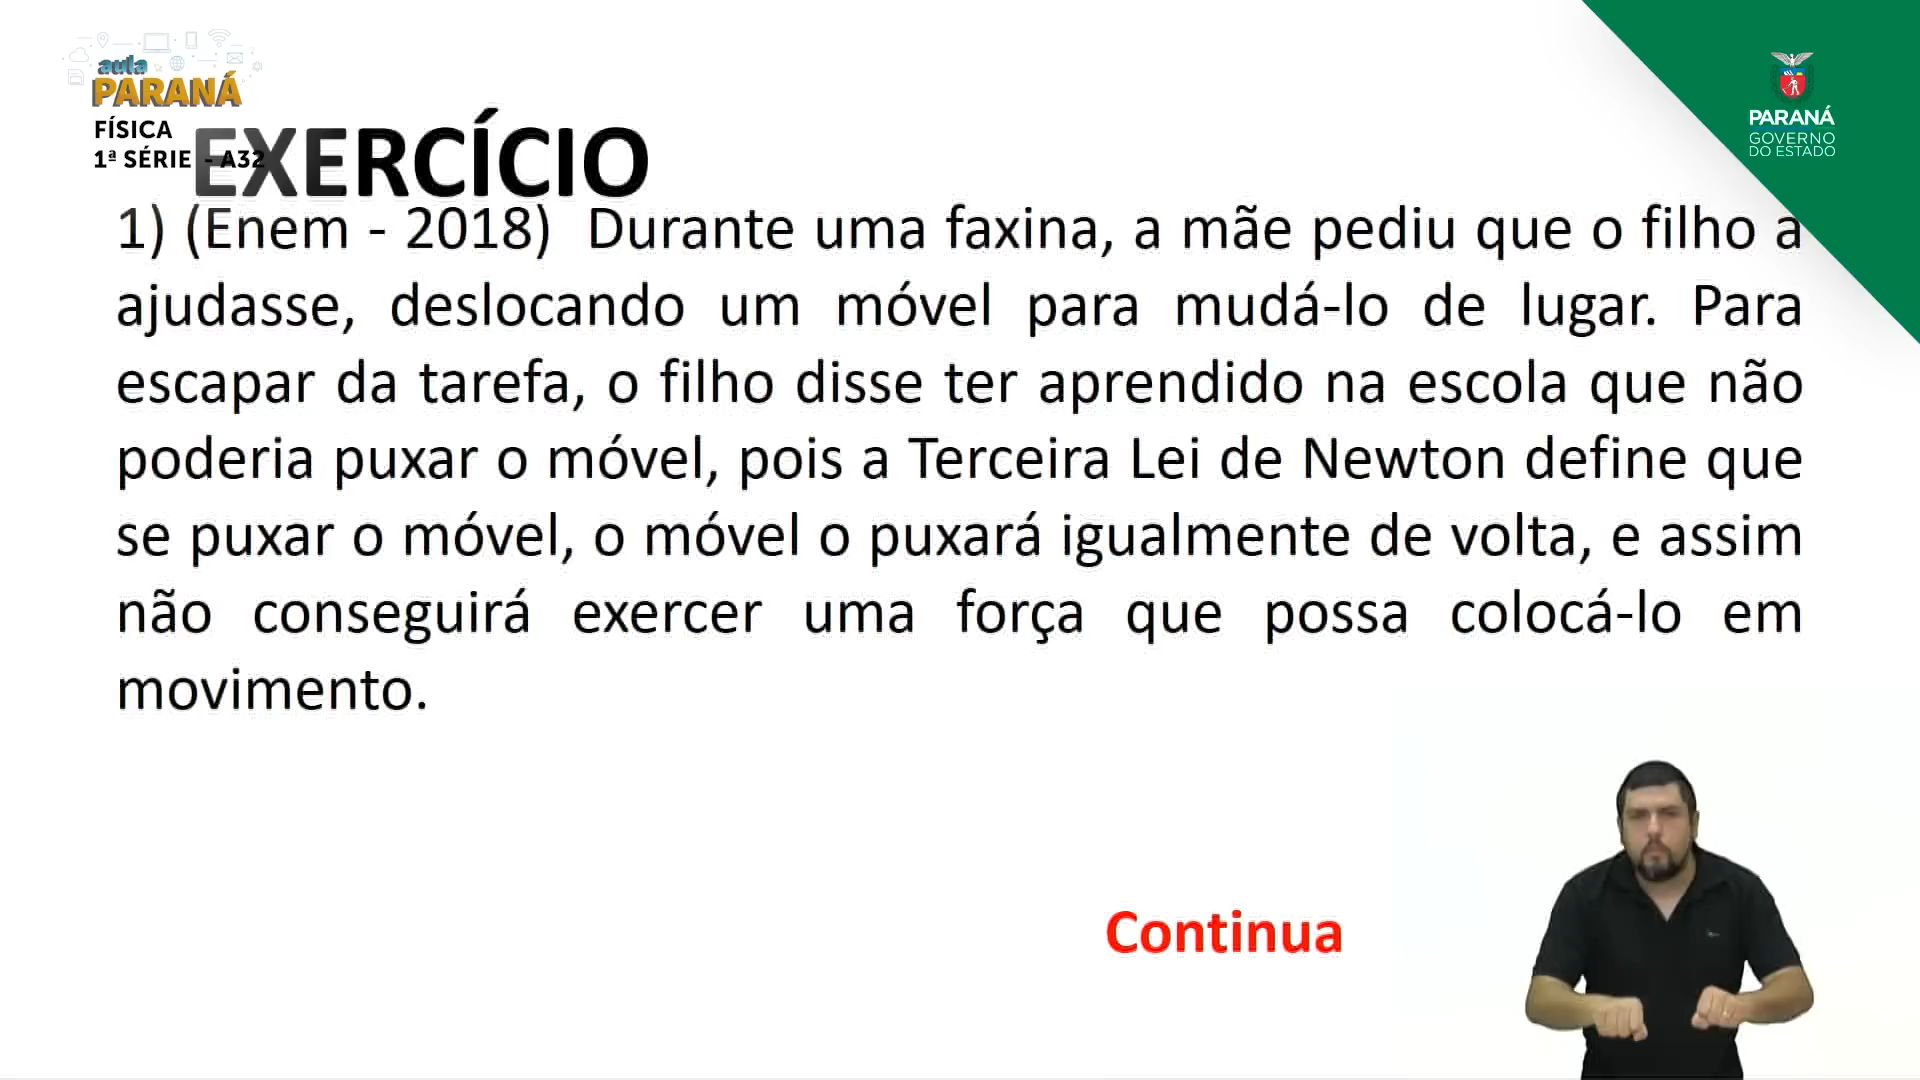 aula
PARANÁ
FÍSICA
1ª SÉRIE - A32
EXERCÍCIO
PARANÁ
GOVERNO
DO ESTADO
1) (Enem - 2018) Durante uma faxina, a mãe pediu que o filho a
ajudasse, deslocando um móvel para mudá-lo de lugar. Para
escapar da tarefa, o filho disse ter aprendido na escola que não
poderia puxar o móvel, pois a Terceira Lei de Newton define que
se puxar o móvel, o móvel o puxará igualmente de volta, e assim
não conseguirá exercer uma força que possa colocá-lo em
movimento.
Continua